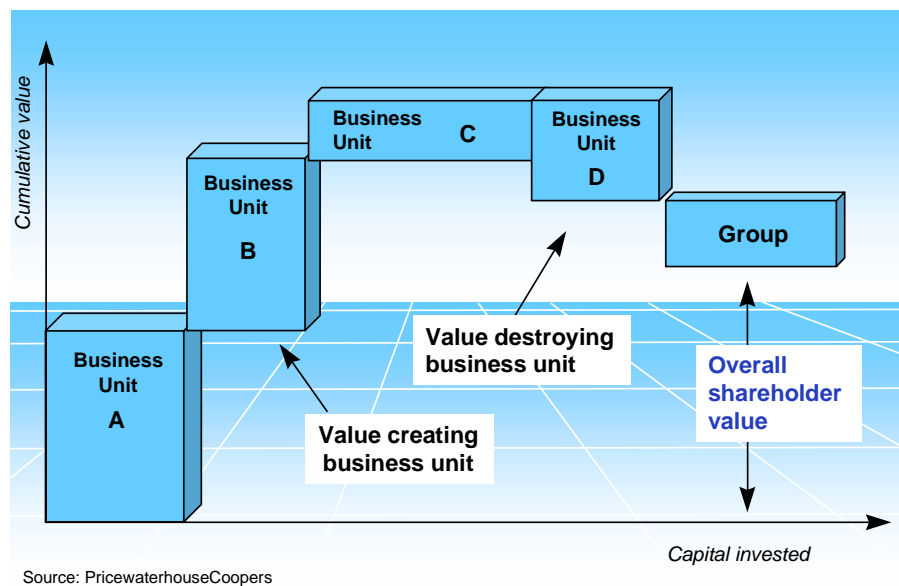 Cumulative value
Business
Unit
A
Business
Unit
B
Business
Unit
C
Business
Unit
D
Group
Value destroying
business unit
Value creating
business unit
Overall
shareholder
value
Capital invested
Source: PricewaterhouseCoopers